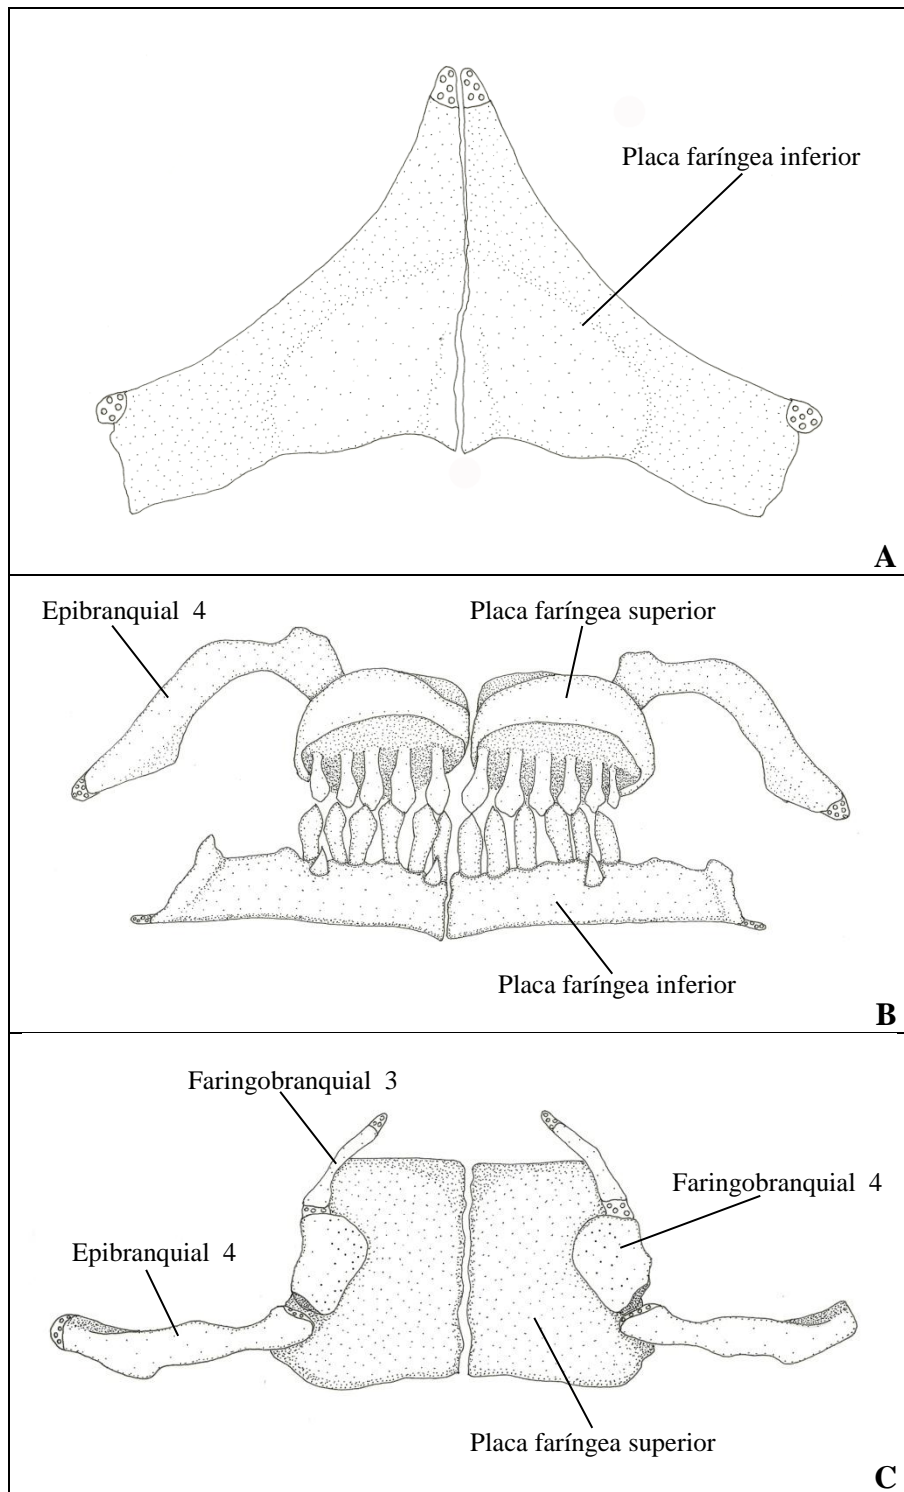 Placa faríngea inferior
A
Epibranquial 4
Placa faríngea superior
Placa faríngea inferior
B
Faringobranquial 3
Faringobranquial 4
Epibranquial 4
Placa faríngea superior
C